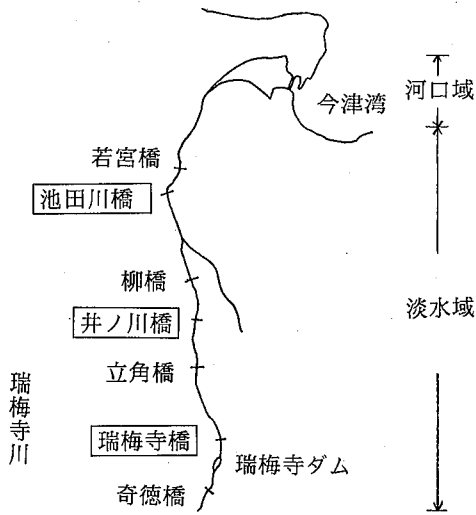 今津湾
河口域
若宮橋
池田川橋
柳橋
井ノ川橋
淡水域
立角橋
瑞梅寺川
瑞梅寺橋
瑞梅寺ダム
奇徳橋